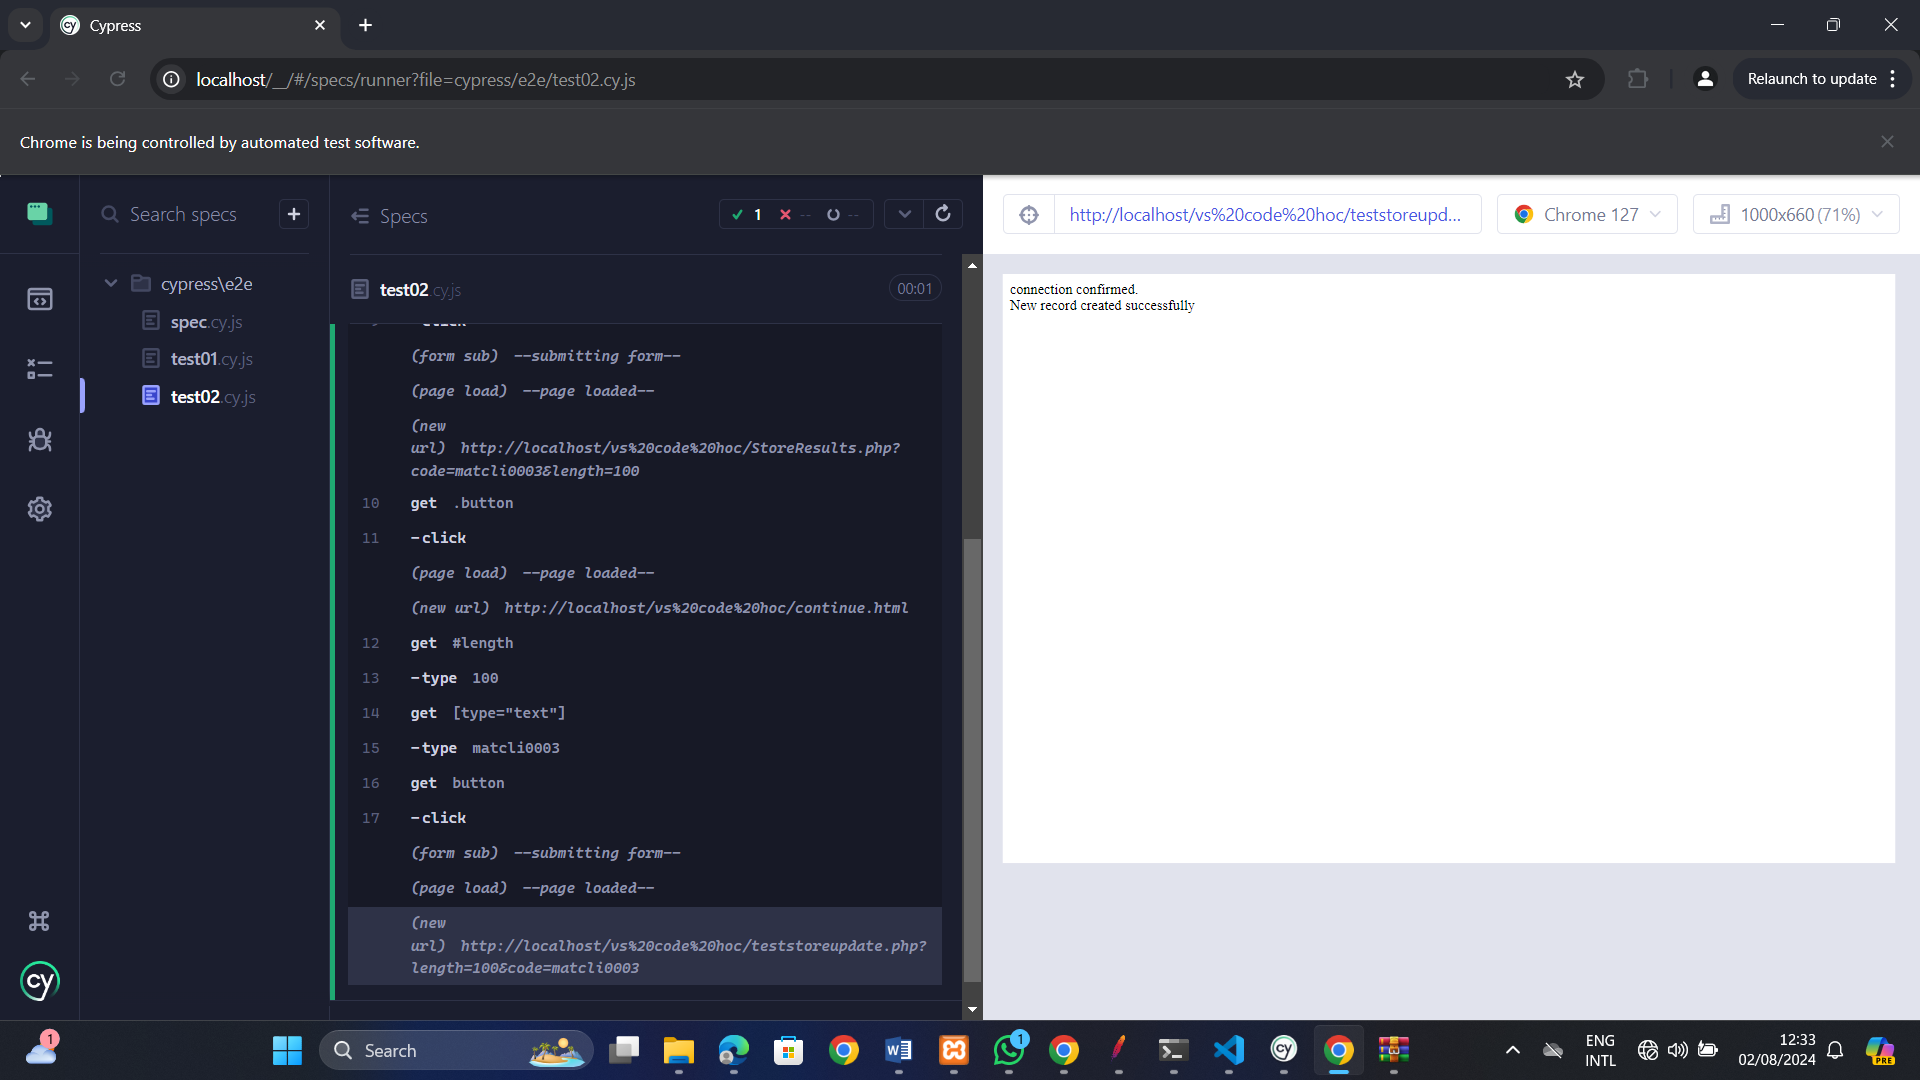 Cypress
localhost/__/#/specs/runner?file=cypress/e2e/test02.cy.js
Relaunch to update
Chrome is being controlled by automated test software.
Search specs
+
Specs
1
--
--
http://localhost/vs%20code%20hoc/teststoreupd...
Chrome 127
1000x660 (71%)
cypress\e2e
spec.cy.js
test01.cy.js
test02.cy.js
test02.cy.js
00:01
-click
(form sub) --submitting form--
(page load) --page loaded--
(new
url) http://localhost/vs%20code%20hoc/StoreResults.php?
code=matcli0003&length=100
10 get .button
11 -click
(page load) --page loaded--
(new url) http://localhost/vs%20code%20hoc/continue.html
12 get #length
13 -type 100
14 get [type="text"]
15 -type matcli0003
16 get button
17 -click
(form sub) --submitting form--
(page load) --page loaded--
(new
url) http://localhost/vs%20code%20hoc/teststoreupdate.php?
length=100&code=matcli0003
connection confirmed.
New record created successfully
cy
1
Search
1
cy
ENG
INTL
12:33
02/08/2024
PRE